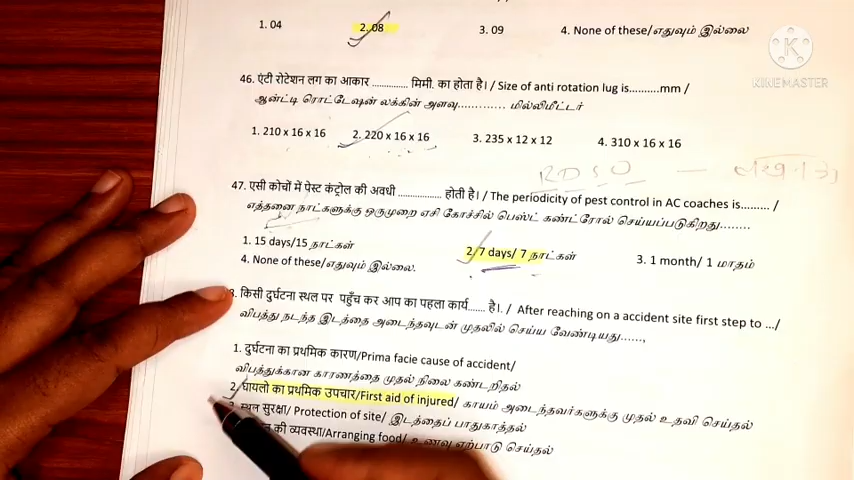 1. 04 2. 08 3. 09 4. None of these/எதுவும் இல்லை
KINEMASTER
46. एंटी रोटेशन लग का आकार .............. मिमी. का होता है। / Size of anti rotation lug is..........mm /
ஆன்ட்டி ரொட்டேஷன் லக்கின் அளவு............. மில்லிமீட்டர்
1. 210 x 16 x 16 2. 220 x 16 x 16 3. 235 x 12 x 12 4. 310 x 16 x 16
RDSO — लखनऊ
47. एसी कोचों में पेस्ट कंट्रोल की अवधी ................. होती है। / The periodicity of pest control in AC coaches is......... /
எத்தனை நாட்களுக்கு ஒருமுறை ஏசி கோச்சில் பெஸ்ட் கண்ட்ரோல் செய்யப்படுகிறது........
1. 15 days/15 நாட்கள் 2. 7 days/ 7 நாட்கள் 3. 1 month/ 1 மாதம்
4. None of these/எதுவும் இல்லை.
8. किसी दुर्घटना स्थल पर पहुँच कर आप का पहला कार्य...... है। / After reaching on a accident site first step to .../
விபத்து நடந்த இடத்தை அடைந்தவுடன் முதலில் செய்ய வேண்டியது......,
1. दुर्घटना का प्रथमिक कारण/Prima facie cause of accident/
விபத்துக்கான காரணத்தை முதல் நிலை கண்டறிதல்
2. घायलो का प्रथमिक उपचार/First aid of injured/ காயம் அடைந்தவர்களுக்கு முதல் உதவி செய்தல்
स्थल सुरक्षा/ Protection of site/ இடத்தைப் பாதுகாத்தல்
की व्यवस्था/Arranging food/ உணவு ஏற்பாடு செய்தல்